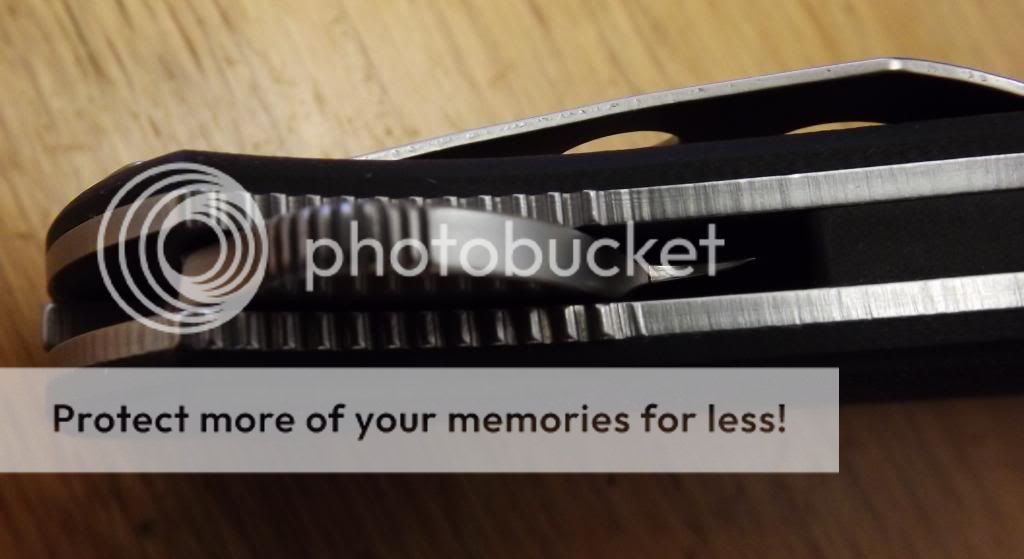 photobucket
Protect more of your memories for less!